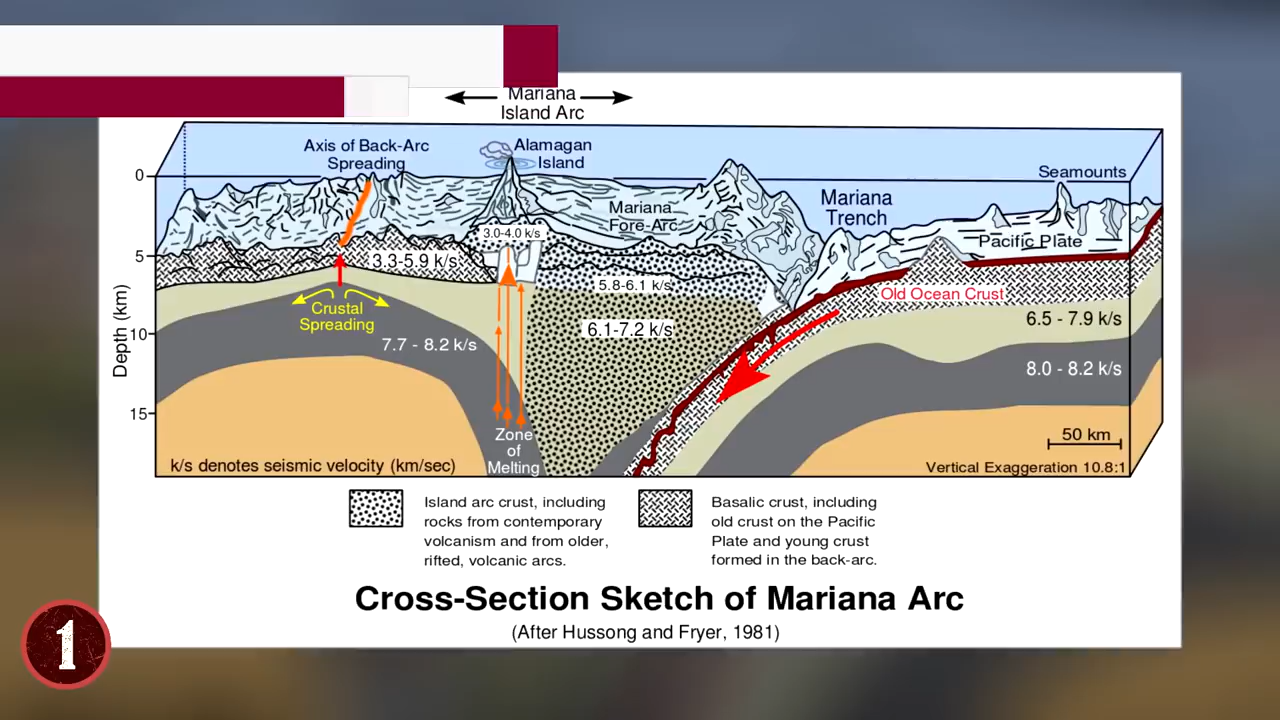 Mariana
Island Arc
Axis of Back-Arc
Spreading
Alamagan
Island
Seamounts
Mariana
Trench
Mariana
Fore-Arc
Pacific Plate
0
5
10
15
Depth (km)
3.0-4.0 k/s
3.3-5.9 k/s
5.8-6.1 k/s
Old Ocean Crust
Crustal
Spreading
6.1-7.2 k/s
6.5 - 7.9 k/s
7.7 - 8.2 k/s
8.0 - 8.2 k/s
Zone
of
Melting
50 km
k/s denotes seismic velocity (km/sec)
Vertical Exaggeration 10.8:1
Island arc crust, including
rocks from contemporary
volcanism and from older,
rifted, volcanic arcs.
Basalic crust, including
old crust on the Pacific
Plate and young crust
formed in the back-arc.
Cross-Section Sketch of Mariana Arc
(After Hussong and Fryer, 1981)
1